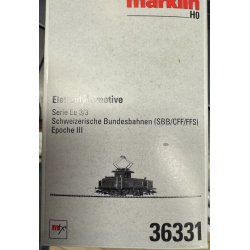 märklin
H0
Elektrolokomotive
Serie Ee 3/3
Schweizerische Bundesbahnen (SBB/CFF/FFS)
Epoche III
mfx
36331